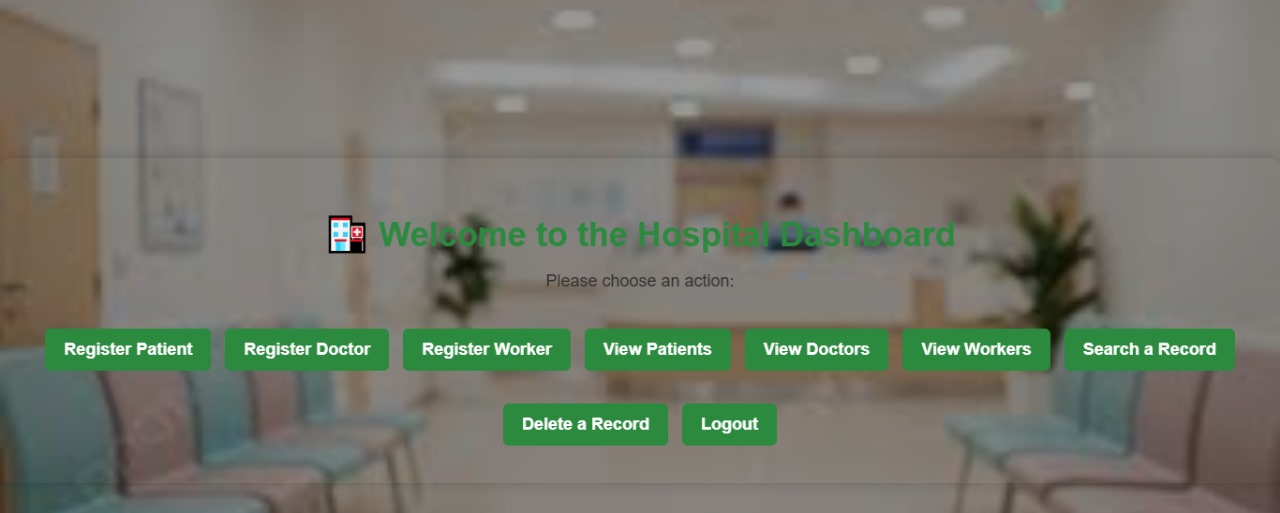 Welcome to the Hospital Dashboard
Please choose an action:
Register Patient Register Doctor Register Worker View Patients View Doctors View Workers Search a Record
Delete a Record Logout